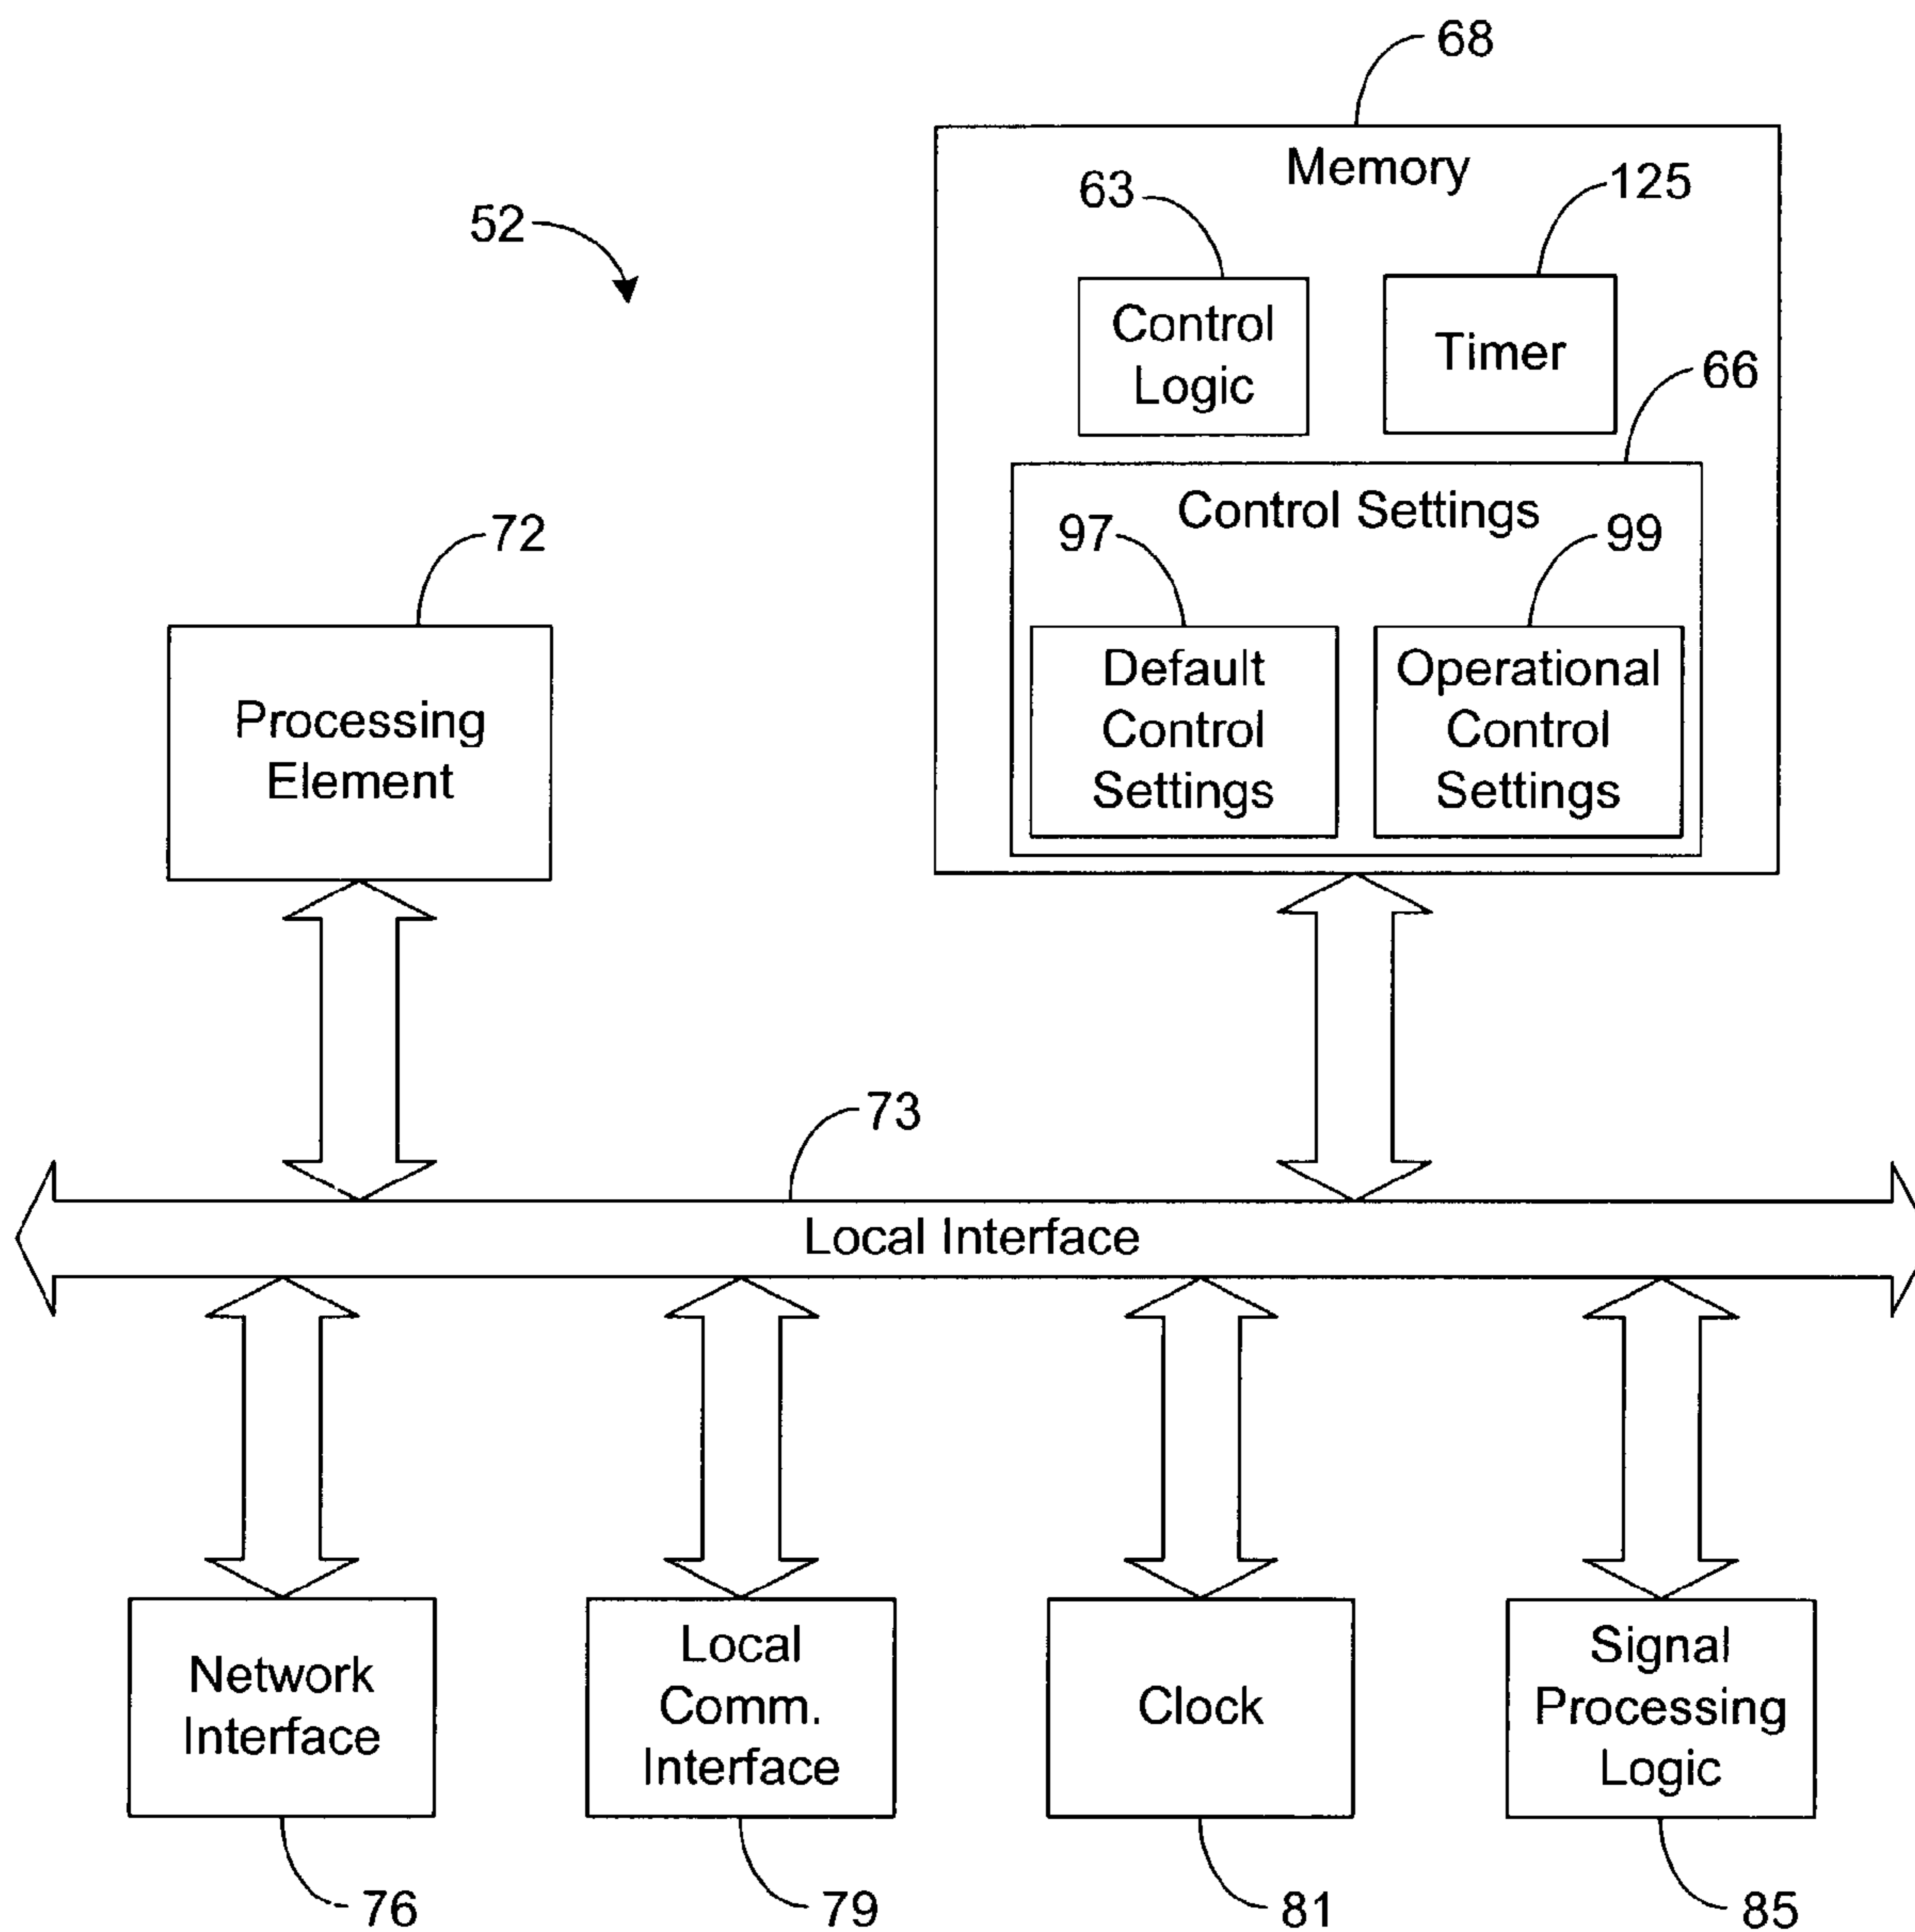 68
Memory
63
125
52
Control
Logic
Timer
66
Control Settings
97
99
72
Default
Control
Settings
Operational
Control
Settings
Processing
Element
73
Local Interface
Network
Interface
Local
Comm.
Interface
Clock
Signal
Processing
Logic
76
79
81
85